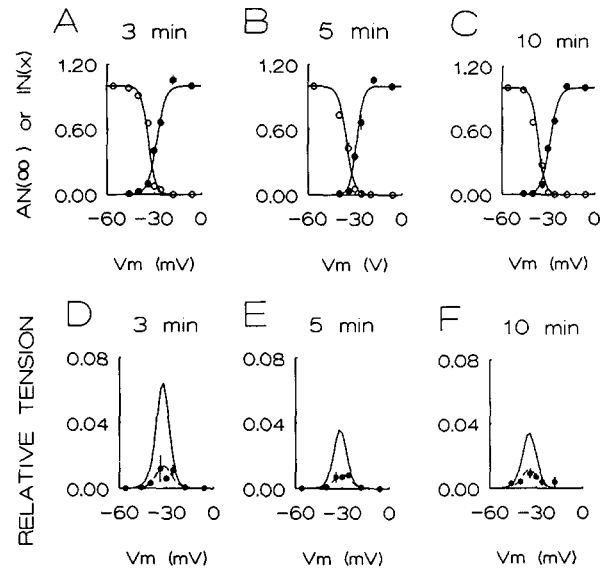 A 3 min
B 5 min
C 10 min
AN(∞) or IN(x)
1.20
0.60
0.00
-60 -30 0
Vm (mV)
1.20
0.60
0.00
-60 -30 0
Vm (V)
1.20
0.60
0.00
-60 -30 0
Vm (mV)
D 3 min
E 5 min
F 10 min
RELATIVE TENSION
0.08
0.04
0.00
-60 -30 0
Vm (mV)
0.08
0.04
0.00
-60 -30 0
Vm (mV)
0.08
0.04
0.00
-60 -30 0
Vm (mV)